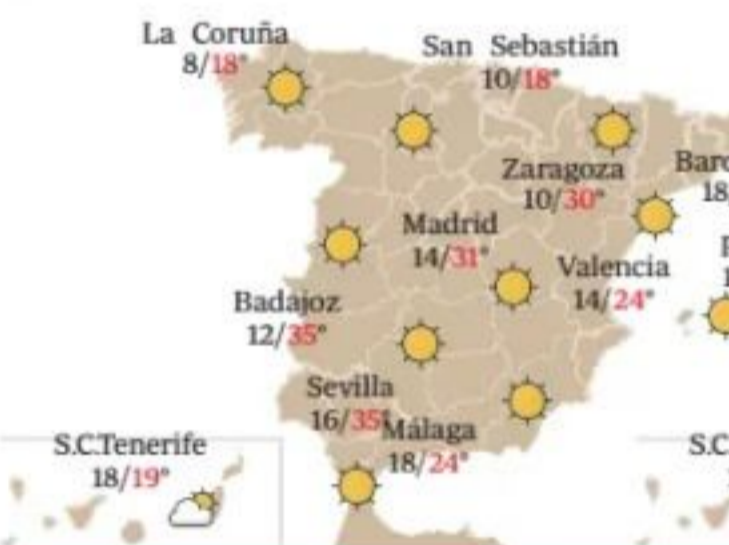 La Coruña
8/18°
San Sebastián
10/18°
Zaragoza
10/30°
Madrid
14/31°
Valencia
14/24°
Badajoz
12/35°
Sevilla
16/35°
Málaga
18/24°
S.C.Tenerife
18/19°